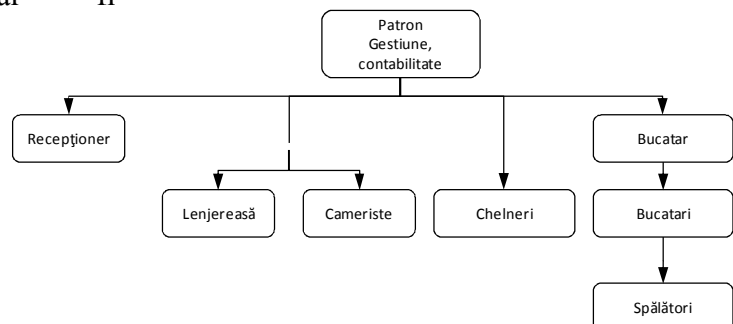 Patron
Gestiune,
contabilitate
Recepţioner
Bucatar
Lenjereasă
Cameriste
Chelneri
Bucatari
Spălători